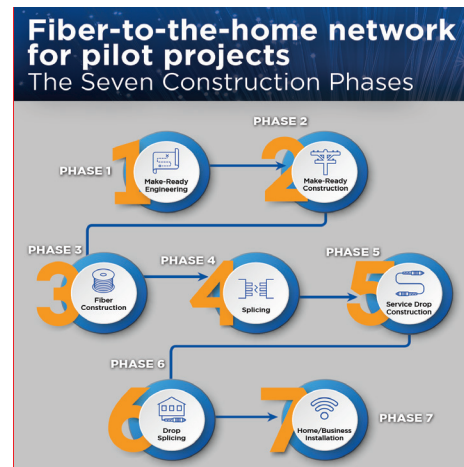 Fiber-to-the-home network
for pilot projects
The Seven Construction Phases
PHASE 1
1
Make-Ready
Engineering
PHASE 2
2
Make-Ready
Construction
PHASE 3
3
Fiber
Construction
PHASE 4
4
Splicing
PHASE 5
5
Service Drop
Construction
PHASE 6
6
Drop
Splicing
7
Home/Business
Installation
PHASE 7